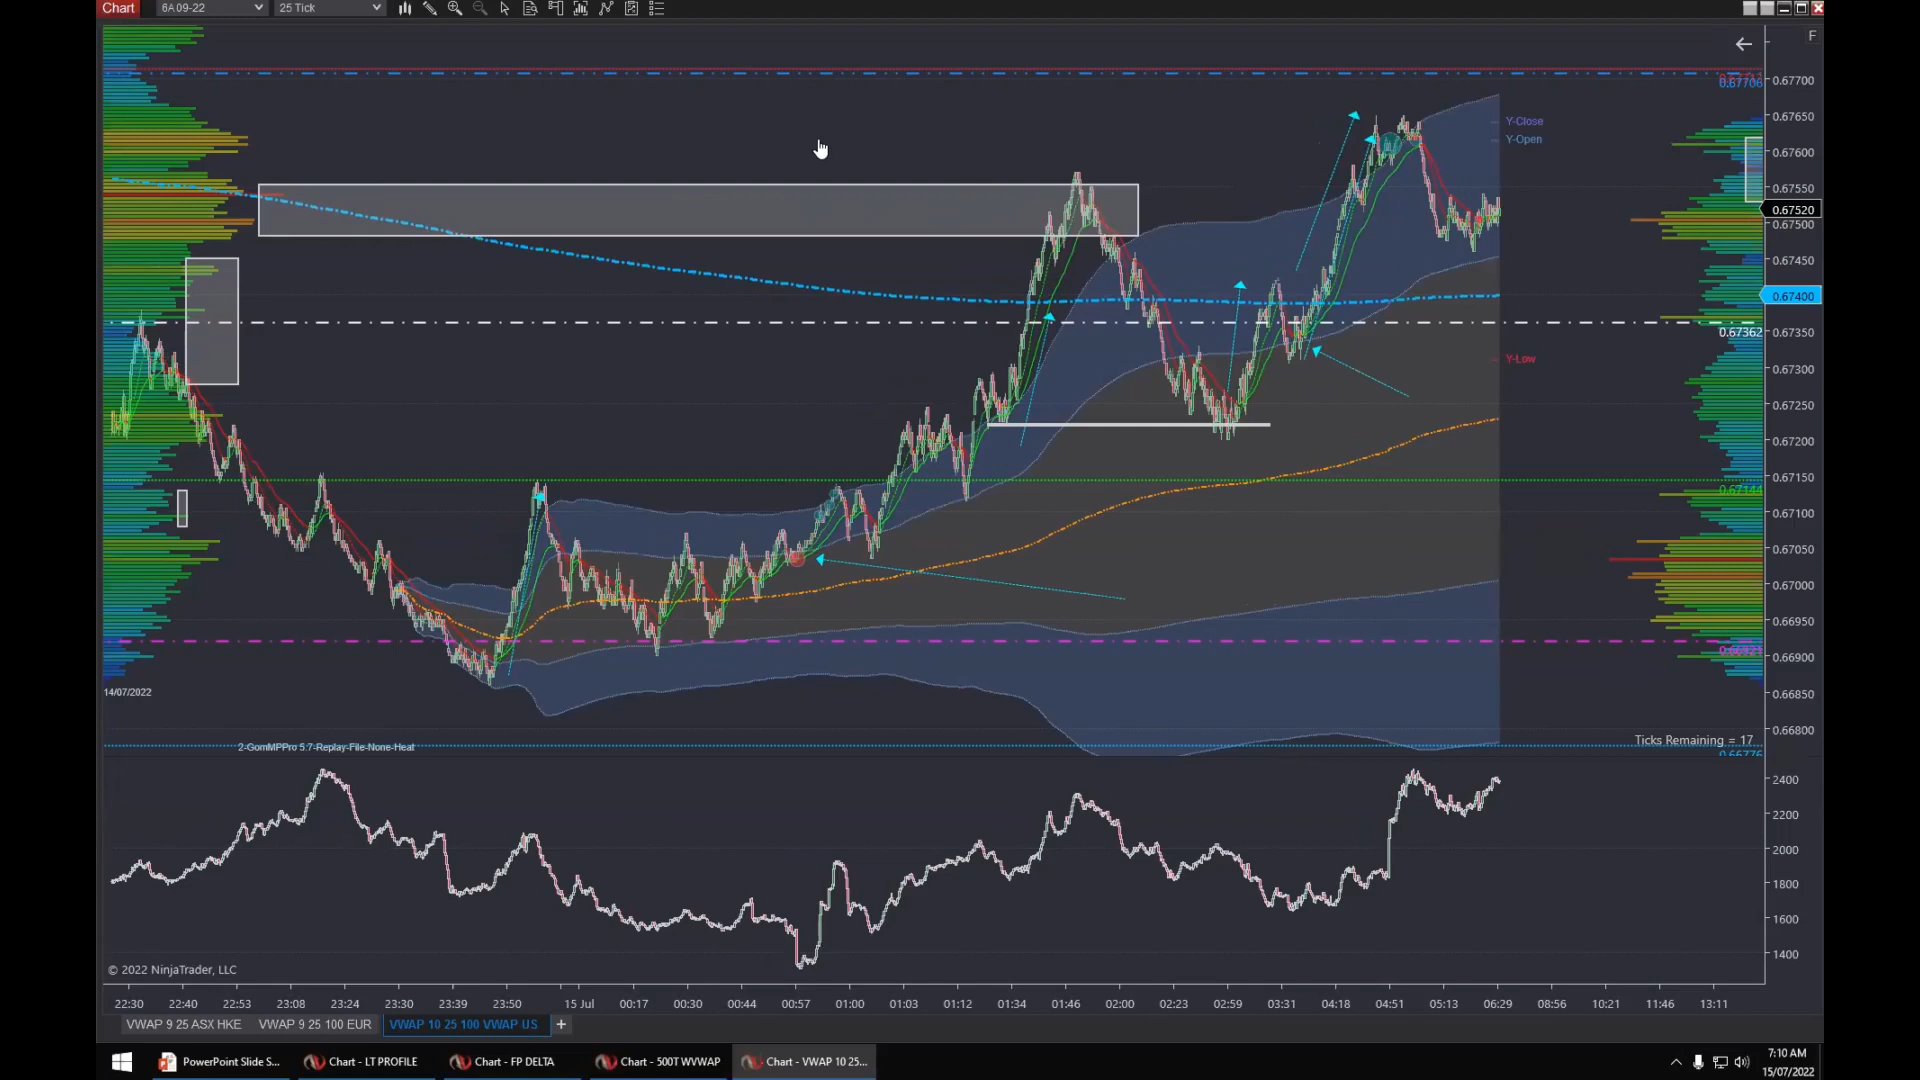 Chart 6A 09-22 25 Tick
F
0.67700
0.67706
0.67650
0.67600
0.67550
0.67520
0.67500
0.67450
0.67400
0.67350
0.67362
0.67300
0.67250
0.67200
0.67150
0.67144
0.67100
0.67050
0.67000
0.66950
0.66921
0.66900
0.66850
0.66800
0.66776
Y-Close
Y-Open
Y-Low
14/07/2022
2-GomMPPro 5.7-Replay-File-None-Heat
Ticks Remaining = 17
2400
2200
2000
1800
1600
1400
© 2022 NinjaTrader, LLC
22:30 22:40 22:53 23:08 23:24 23:30 23:39 23:50 15 Jul 00:17 00:30 00:44 00:57 01:00 01:03 01:12 01:34 01:46 02:00 02:23 02:59 03:31 04:18 04:51 05:13 06:29 08:56 10:21 11:46 13:11
VWAP 9 25 ASX HKE VWAP 9 25 100 EUR VWAP 10 25 100 VWAP US +
PowerPoint Slide S... Chart - LT PROFILE Chart - FP DELTA Chart - 500T WVWAP Chart - VWAP 10 25...
7:10 AM
15/07/2022